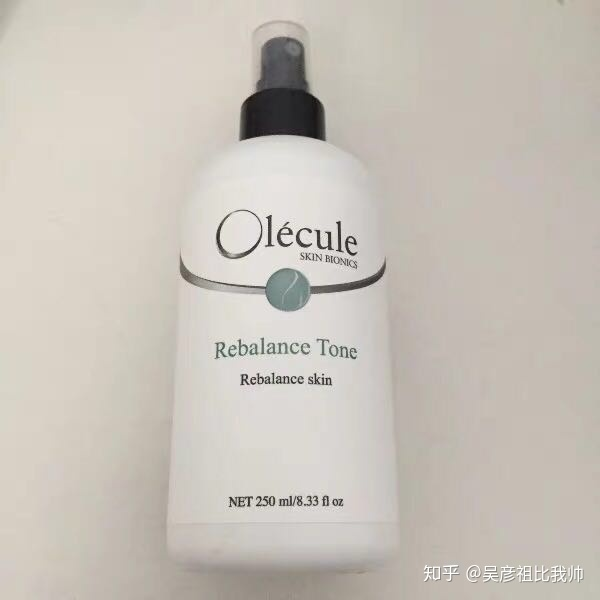 Olécule
SKIN BIONICS
Rebalance Tone
Rebalance skin
NET 250 ml/8.33 fl oz
知乎 @吴彦祖比我帅